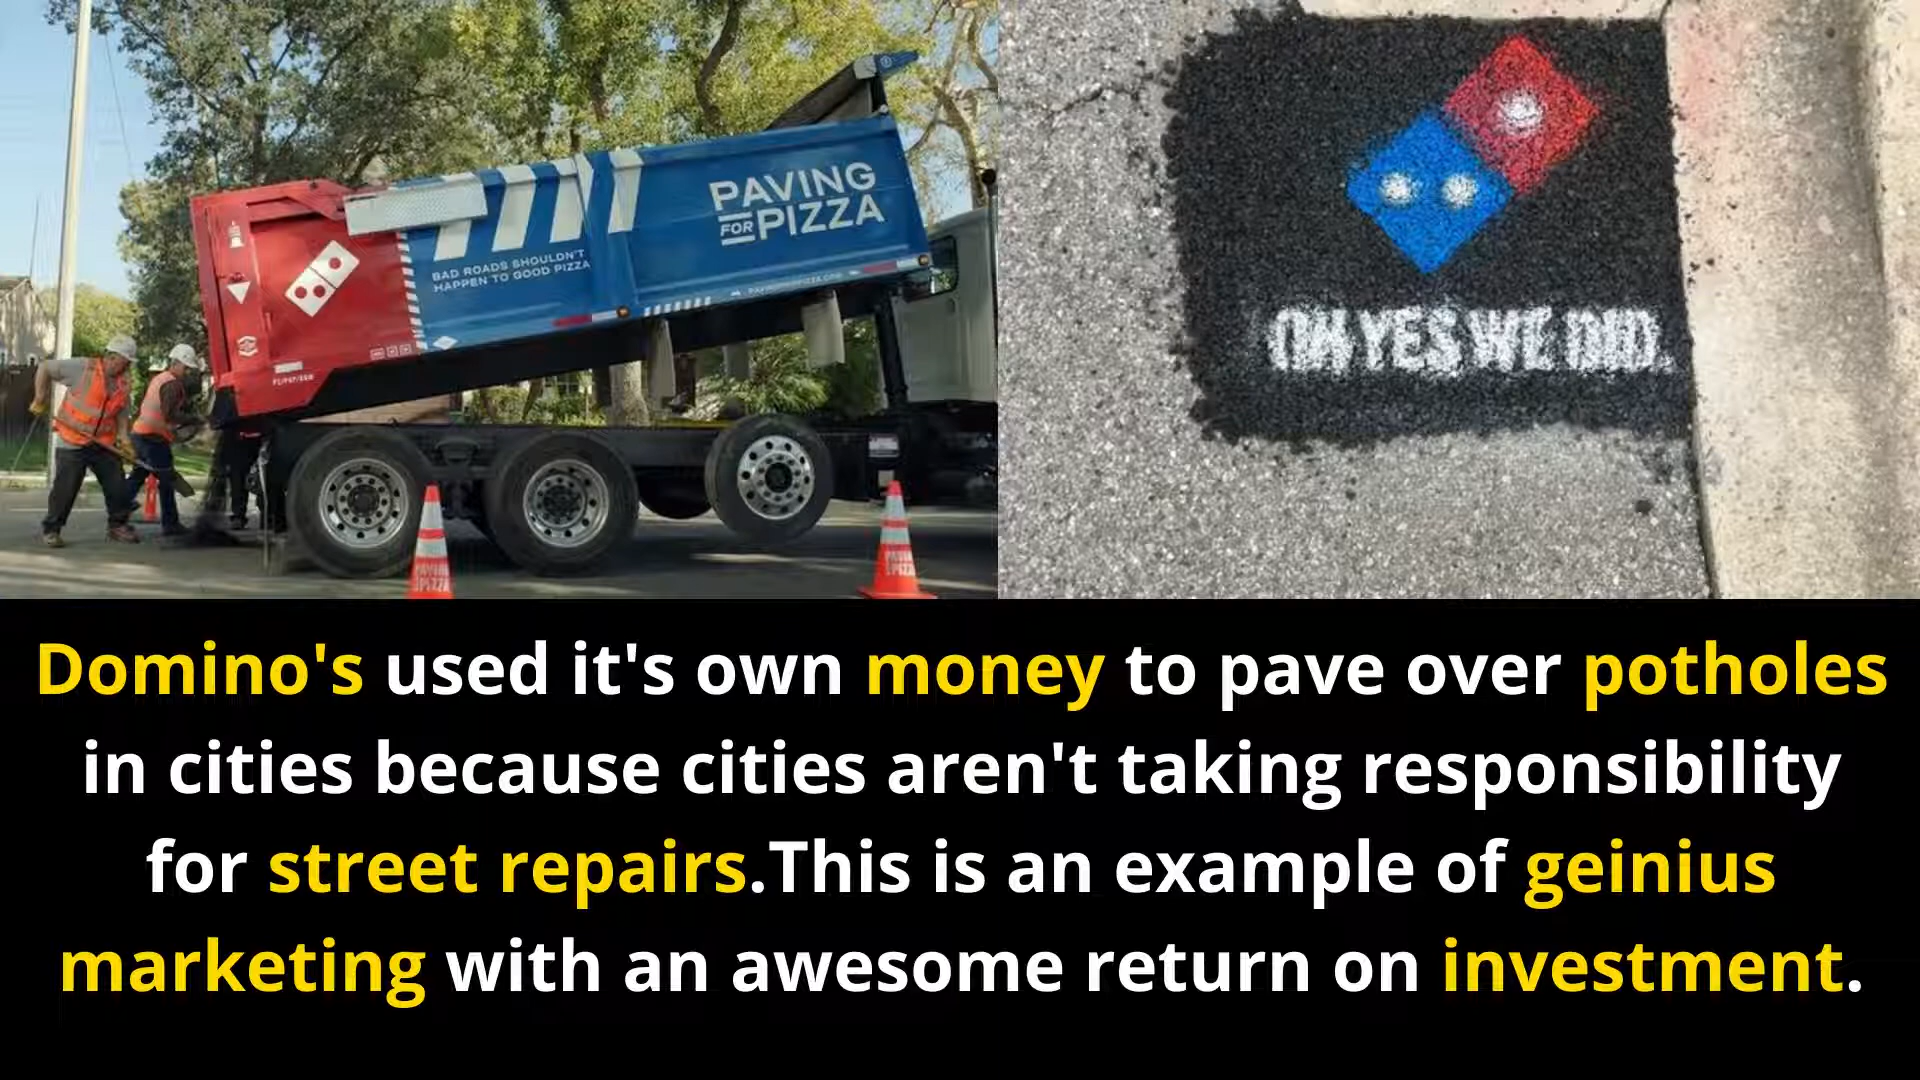 PAVING
FOR PIZZA
BAD ROADS SHOULDN'T
HAPPEN TO GOOD PIZZA
OH YES WE DID.
Domino's used it's own money to pave over potholes
in cities because cities aren't taking responsibility
for street repairs.This is an example of geinius
marketing with an awesome return on investment.